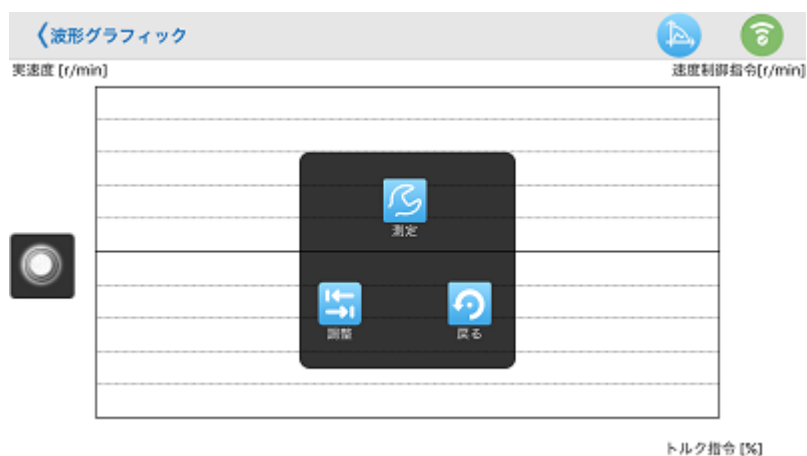 波形グラフィック
実速度 [r/min]
速度制御指令[r/min]
測定
調整
戻る
トルク指令 [%]